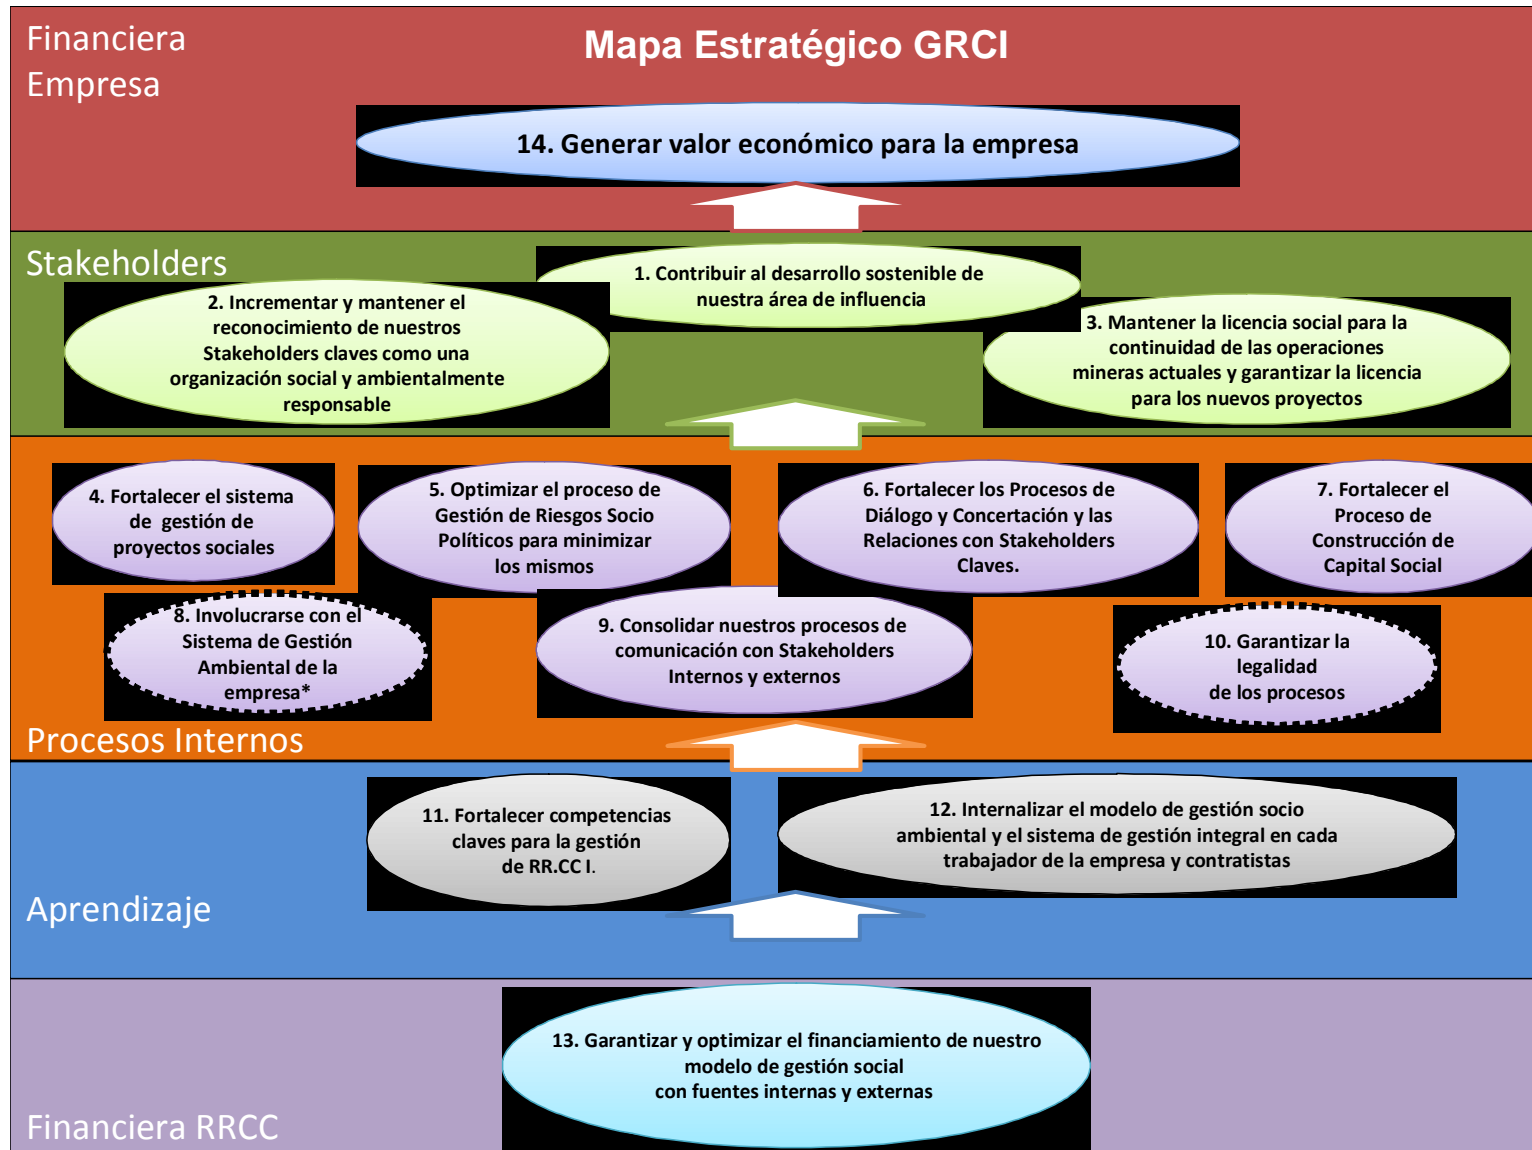 Financiera
Empresa
Mapa Estratégico GRCI
14. Generar valor económico para la empresa
Stakeholders
1. Contribuir al desarrollo sostenible de
nuestra área de influencia
2. Incrementar y mantener el
reconocimiento de nuestros
Stakeholders claves como una
organización social y ambientalmente
responsable
3. Mantener la licencia social para la
continuidad de las operaciones
mineras actuales y garantizar la licencia
para los nuevos proyectos
4. Fortalecer el sistema
de gestión de
proyectos sociales
5. Optimizar el proceso de
Gestión de Riesgos Socio
Políticos para minimizar
los mismos
6. Fortalecer los Procesos de
Diálogo y Concertación y las
Relaciones con Stakeholders
Claves.
7. Fortalecer el
Proceso de
Construcción de
Capital Social
8. Involucrarse con el
Sistema de Gestión
Ambiental de la
empresa*
9. Consolidar nuestros procesos de
comunicación con Stakeholders
Internos y externos
10. Garantizar la
legalidad
de los procesos
Procesos Internos
11. Fortalecer competencias
claves para la gestión
de RR.CC I.
12. Internalizar el modelo de gestión socio
ambiental y el sistema de gestión integral en cada
trabajador de la empresa y contratistas
Aprendizaje
13. Garantizar y optimizar el financiamiento de nuestro
modelo de gestión social
con fuentes internas y externas
Financiera RRCC